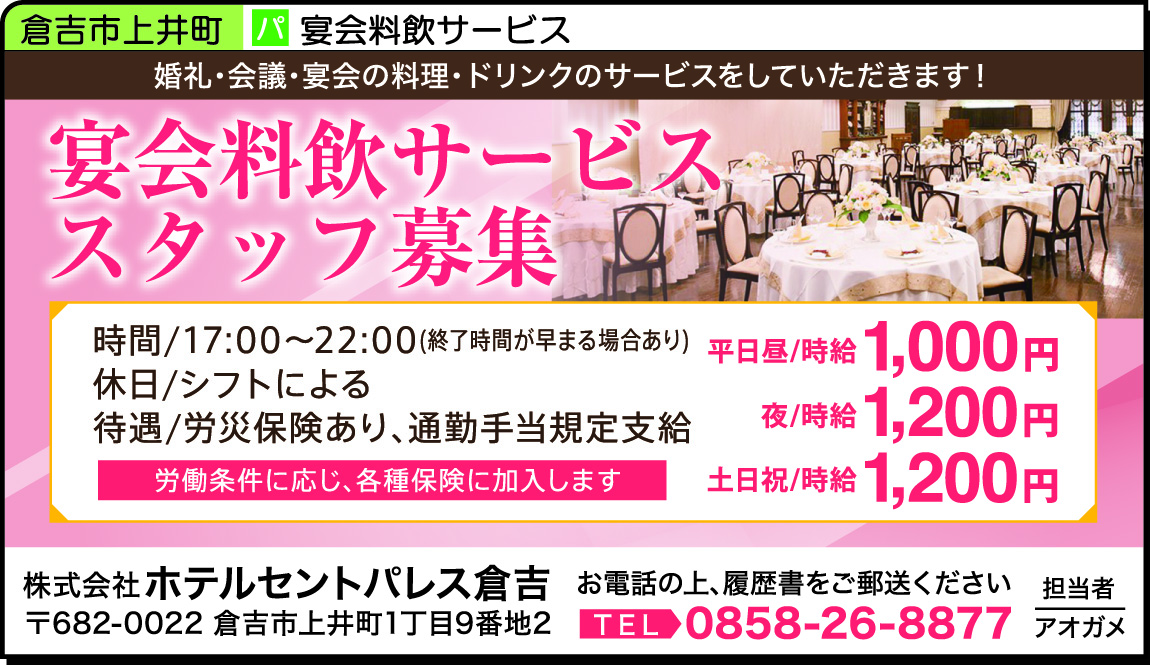 倉吉市上井町 パ 宴会料飲サービス
婚礼・会議・宴会の料理・ドリンクのサービスをしていただきます!
宴会料飲サービス
スタッフ募集
時間/17:00〜22:00(終了時間が早まる場合あり)
休日/シフトによる
待遇/労災保険あり、通勤手当規定支給
労働条件に応じ、各種保険に加入します
平日昼/時給1,000円
夜/時給1,200円
土日祝/時給1,200円
株式会社ホテルセントパレス倉吉
〒682-0022 倉吉市上井町1丁目9番地2
お電話の上、履歴書をご郵送ください
TEL 0858-26-8877
担当者
アオガメ